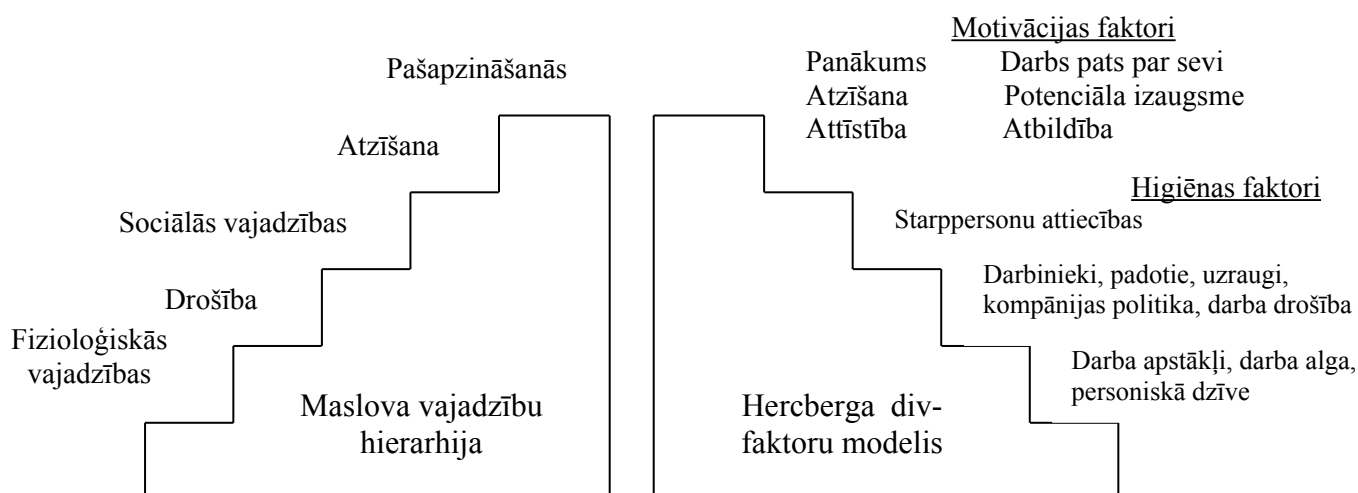 Pašapzināšanās
Atzīšana
Sociālās vajadzības
Drošība
Fizioloģiskās
vajadzības
Maslova vajadzību
hierarhija
Motivācijas faktori
Panākums Darbs pats par sevi
Atzīšana Potenciāla izaugsme
Attīstība Atbildība
Higiēnas faktori
Starppersonu attiecības
Darbinieki, padotie, uzraugi,
kompānijas politika, darba drošība
Darba apstākļi, darba alga,
personiskā dzīve
Hercberga div-
faktoru modelis